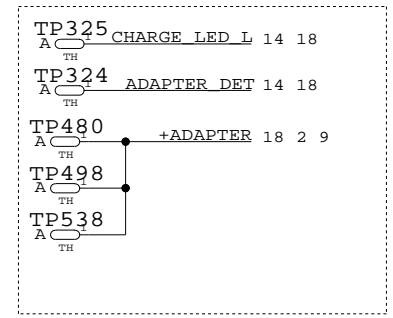 TP325
A 1 CHARGE_LED_L 14 18
TH
TP324
A 1 ADAPTER_DET 14 18
TH
TP480
A 1 +ADAPTER 18 2 9
TH
TP498
A 1
TH
TP538
A 1
TH